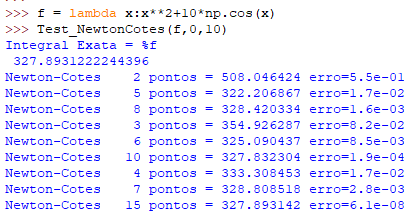 >>> f = lambda x:x**2+10*np.cos(x)
>>> Test_NewtonCotes(f,0,10)
Integral Exata = %f
 327.8931222244396
Newton-Cotes    2 pontos = 508.046424 erro=5.5e-01
Newton-Cotes    5 pontos = 322.206867 erro=1.7e-02
Newton-Cotes    8 pontos = 328.420334 erro=1.6e-03
Newton-Cotes    3 pontos = 354.926287 erro=8.2e-02
Newton-Cotes    6 pontos = 325.090437 erro=8.5e-03
Newton-Cotes   10 pontos = 327.832304 erro=1.9e-04
Newton-Cotes    4 pontos = 333.308453 erro=1.7e-02
Newton-Cotes    7 pontos = 328.808518 erro=2.8e-03
Newton-Cotes   15 pontos = 327.893142 erro=6.1e-08